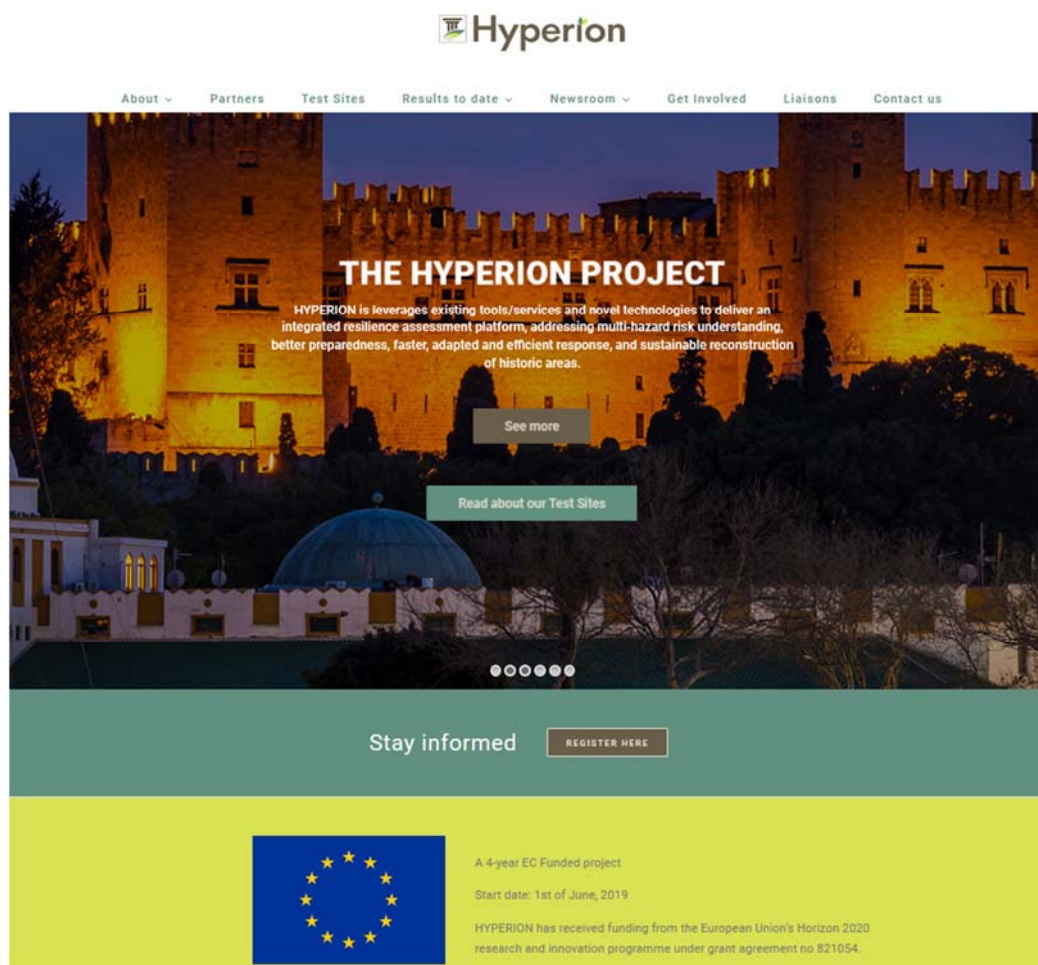 Hyperion
About Partners Test Sites Results to date Newsroom Get Involved Liaisons Contact us
THE HYPERION PROJECT
HYPERION is leverages existing tools/services and novel technologies to deliver an
integrated resilience assessment platform, addressing multi-hazard risk understanding,
better preparedness, faster, adapted and efficient response, and sustainable reconstruction
of historic areas.
See more
Read about our Test Sites
Stay informed REGISTER HERE
A 4-year EC Funded project
Start date: 1st of June, 2019
HYPERION has received funding from the European Union's Horizon 2020
research and innovation programme under grant agreement no 821054.